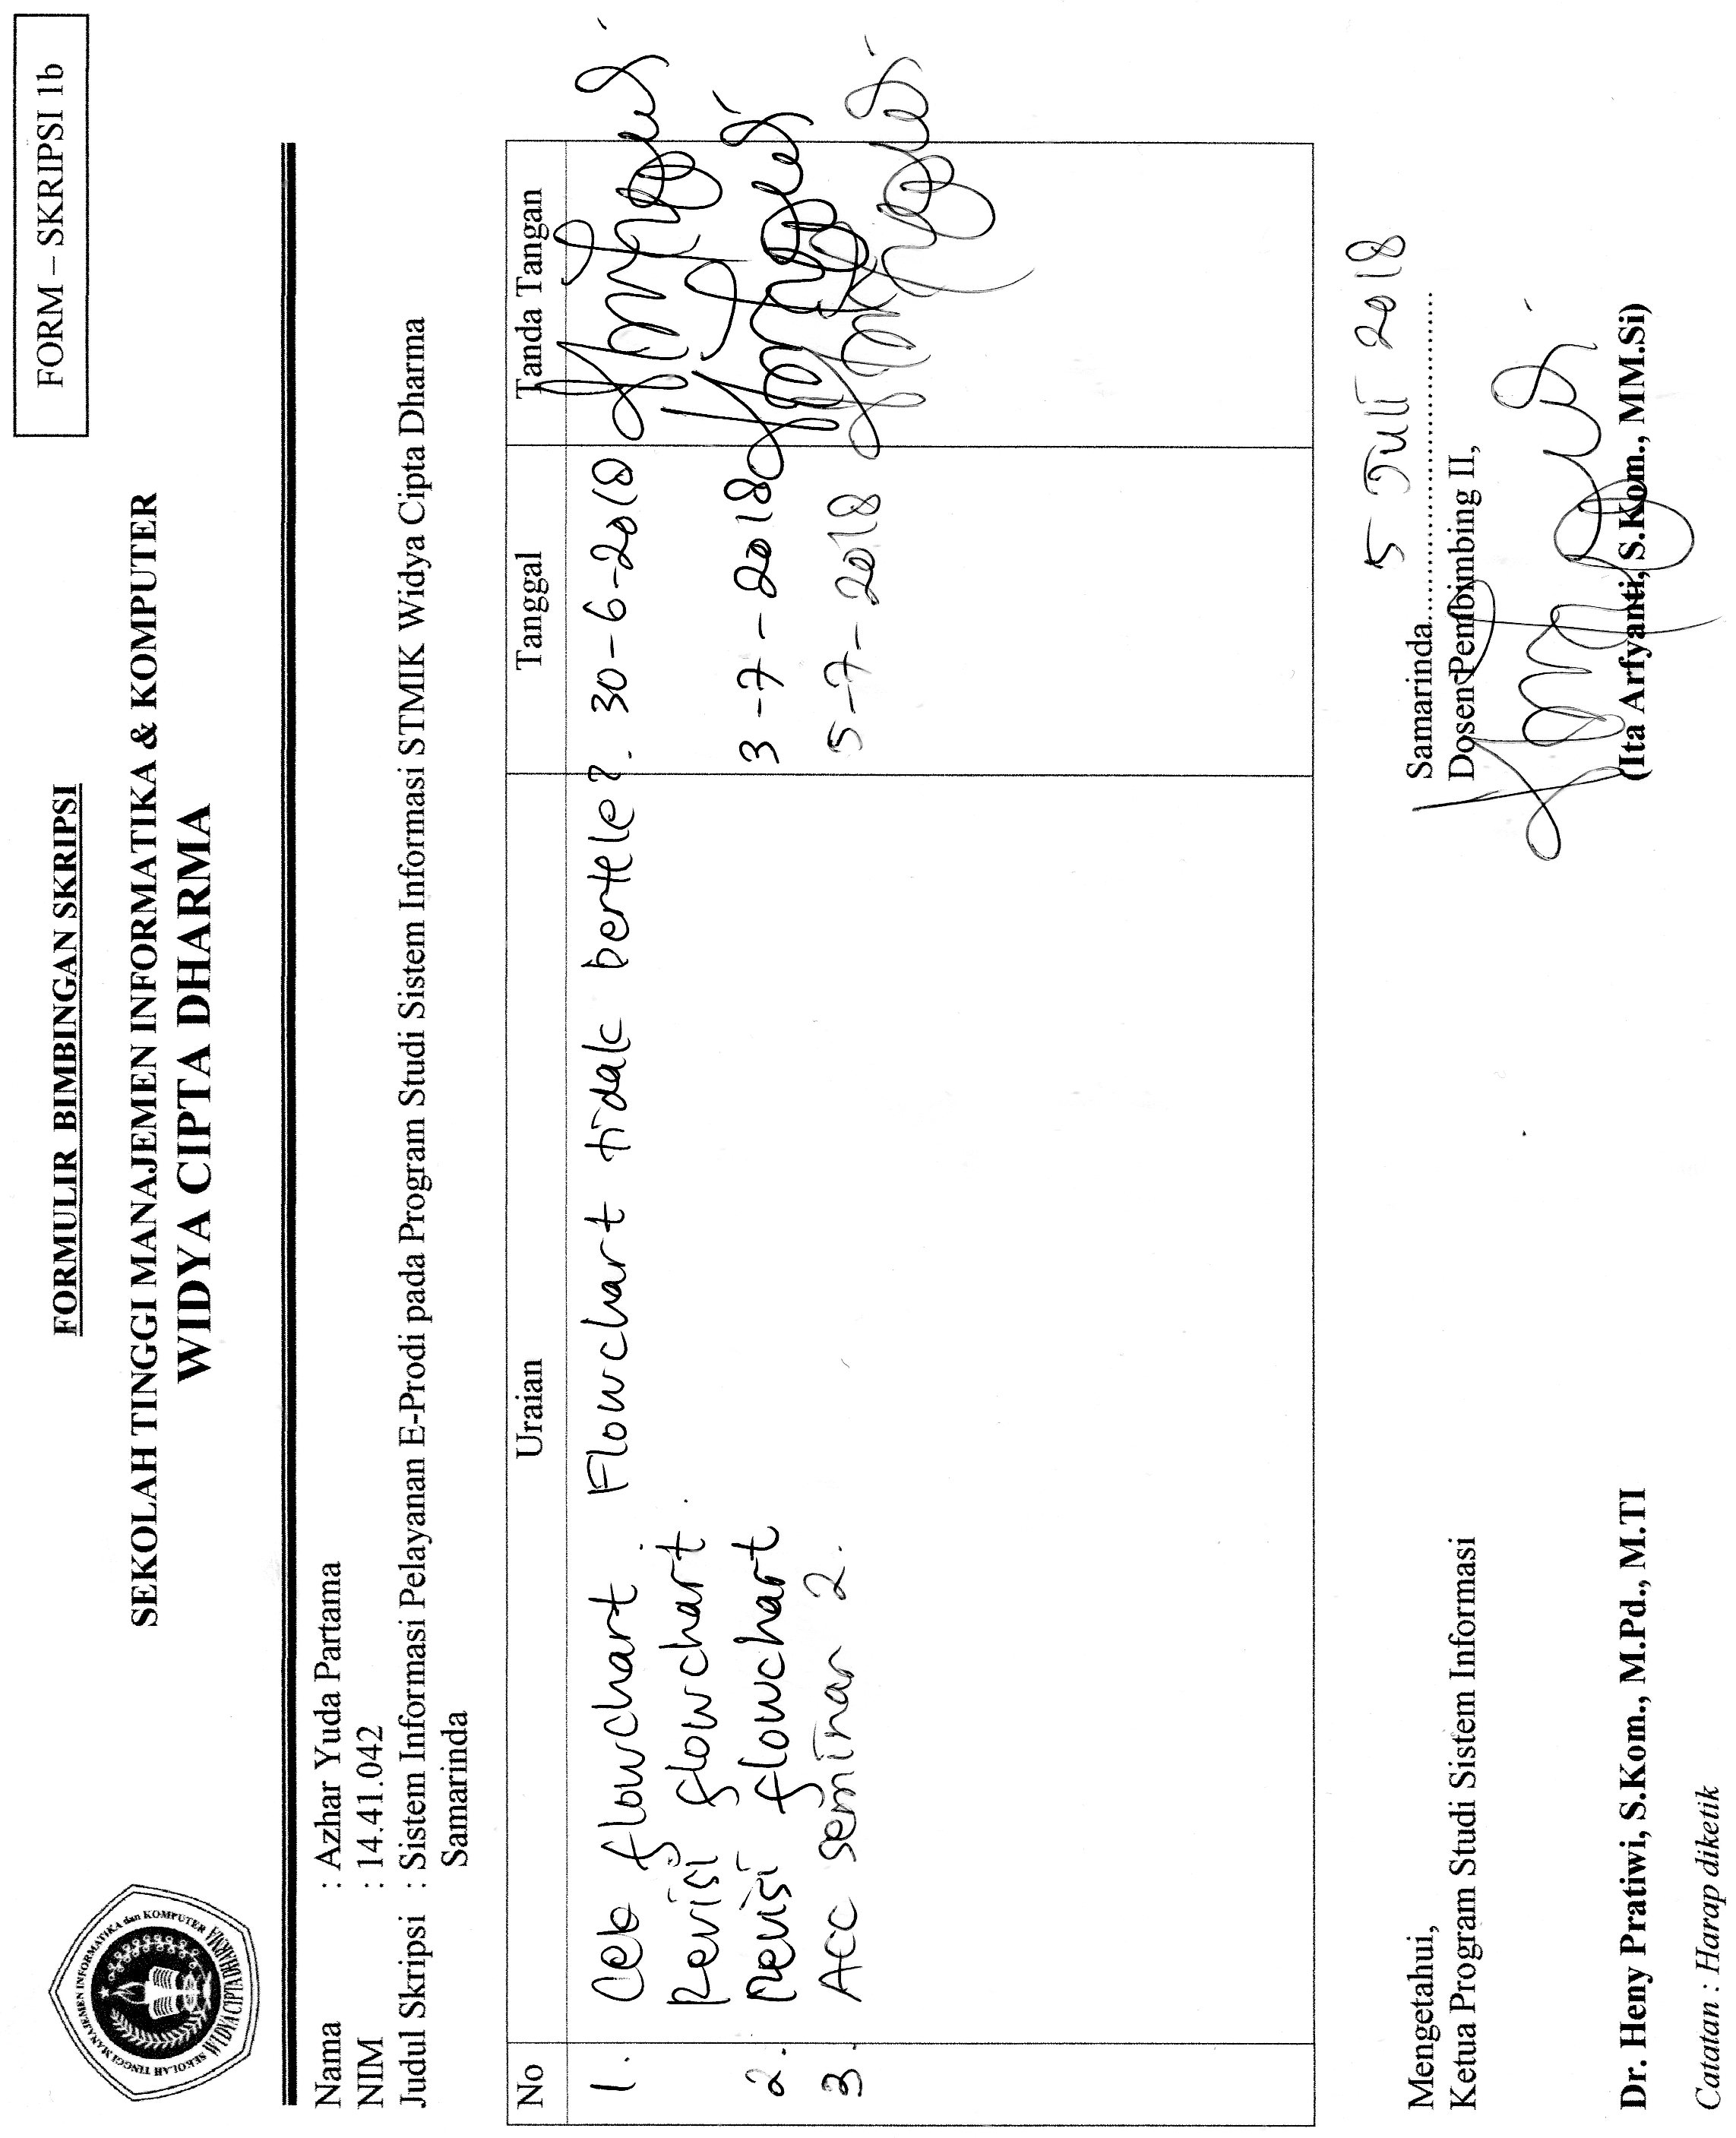 FORM – SKRIPSI 1b
FORMULIR BIMBINGAN SKRIPSI
SEKOLAH TINGGI MANAJEMEN INFORMATIKA & KOMPUTER
WIDYA CIPTA DHARMA
SEKOLAH TINGGI MANAJEMEN INFORMATIKA dan KOMPUTER
WIDYA CIPTA DHARMA
Nama : Azhar Yuda Partama
NIM : 14.41.042
Judul Skripsi : Sistem Informasi Pelayanan E-Prodi pada Program Studi Sistem Informasi STMIK Widya Cipta Dharma
Samarinda
No Uraian Tanggal Tanda Tangan
1. Cek flowchart. Flowchart tidak bertele2. 30-6-2018
Revisi flowchart.
2. Revisi flowchart 3-7-2018
3. Acc seminar 2. 5-7-2018
Samarinda, 5 Juli 2018
Mengetahui,
Dosen Pembimbing II,
Ketua Program Studi Sistem Informasi
(Ita Arfyanti, S.Kom., MM.Si)
Dr. Heny Pratiwi, S.Kom., M.Pd., M.TI
Catatan : Harap diketik